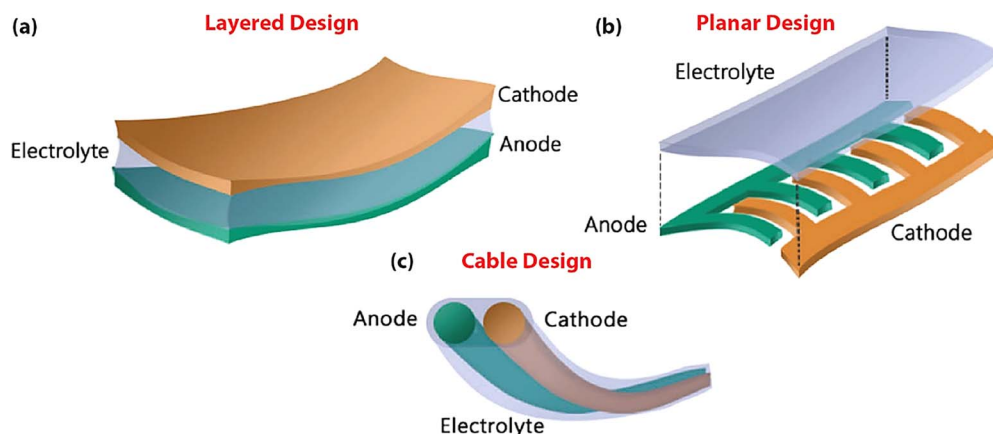 (a) Layered Design
Cathode
Electrolyte
Anode
(b) Planar Design
Electrolyte
Anode
Cathode
(c) Cable Design
Anode
Cathode
Electrolyte